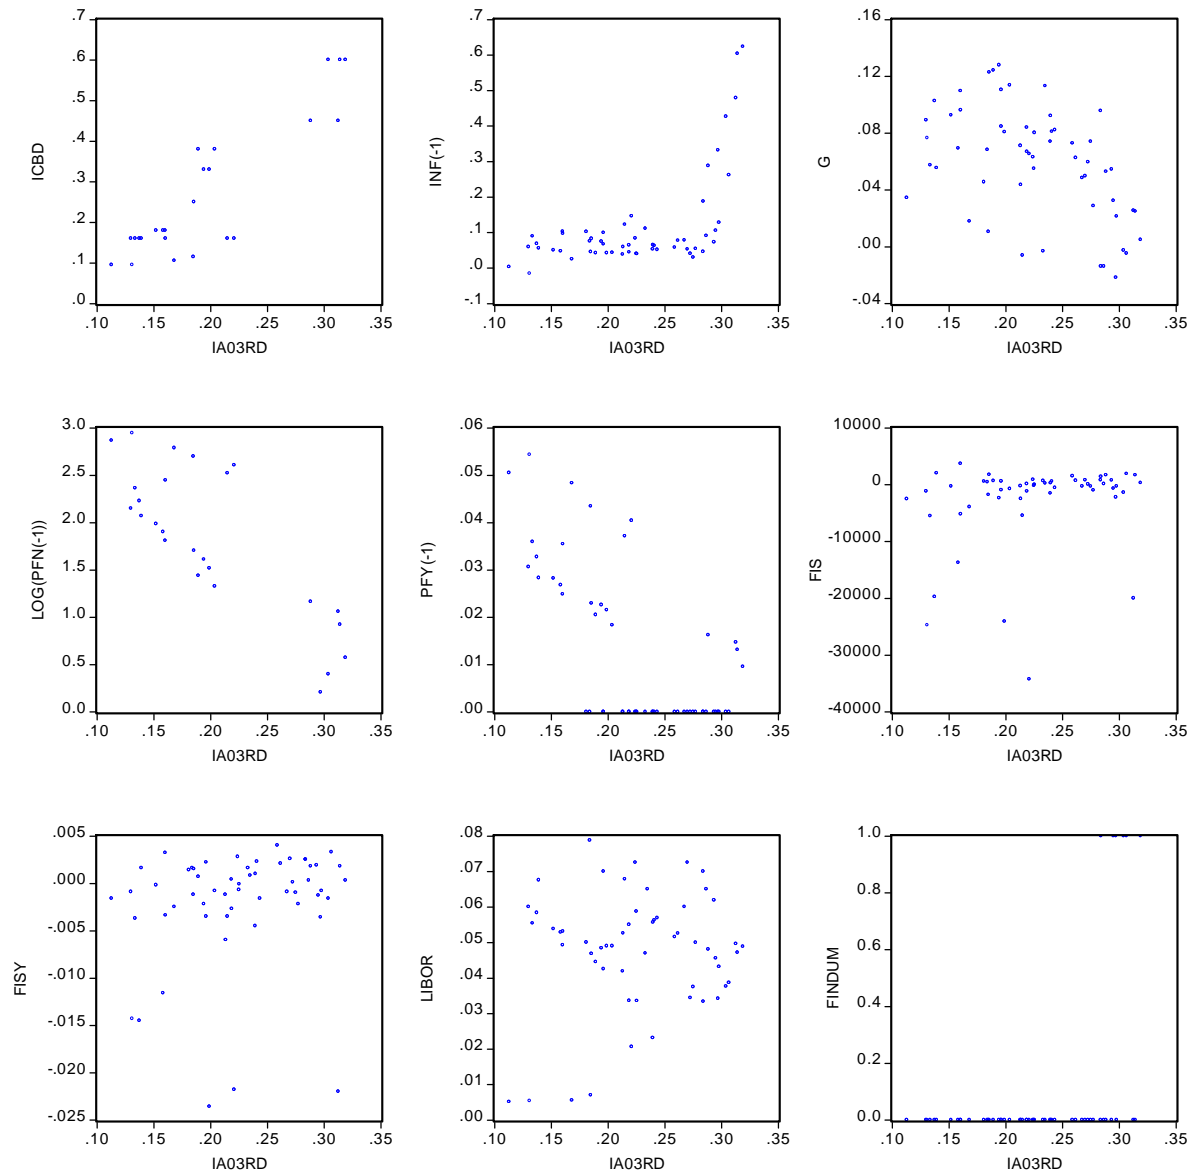 .7
.6
.5
.4
.3
.2
.1
.0
ICBD
.10 .15 .20 .25 .30 .35
IA03RD
.7
.6
.5
.4
.3
.2
.1
.0
-.1
INF(-1)
.10 .15 .20 .25 .30 .35
IA03RD
.16
.12
.08
.04
.00
-.04
G
.10 .15 .20 .25 .30 .35
IA03RD
3.0
2.5
2.0
1.5
1.0
0.5
0.0
LOG(PFN(-1))
.10 .15 .20 .25 .30 .35
IA03RD
.06
.05
.04
.03
.02
.01
.00
PFY(-1)
.10 .15 .20 .25 .30 .35
IA03RD
10000
0
-10000
-20000
-30000
-40000
FIS
.10 .15 .20 .25 .30 .35
IA03RD
.005
.000
-.005
-.010
-.015
-.020
-.025
FISY
.10 .15 .20 .25 .30 .35
IA03RD
.08
.07
.06
.05
.04
.03
.02
.01
.00
LIBOR
.10 .15 .20 .25 .30 .35
IA03RD
1.0
0.8
0.6
0.4
0.2
0.0
FINDUM
.10 .15 .20 .25 .30 .35
IA03RD